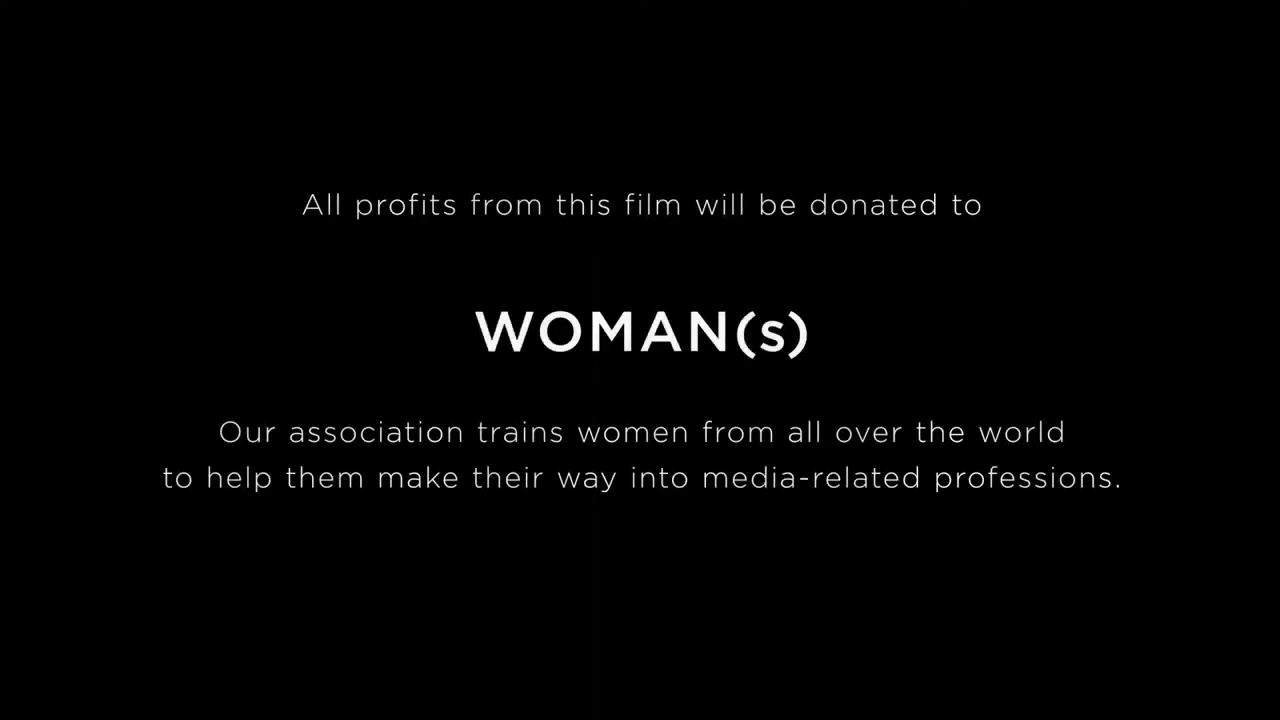 All profits from this film will be donated to
WOMAN(s)
Our association trains women from all over the world
to help them make their way into media-related professions.